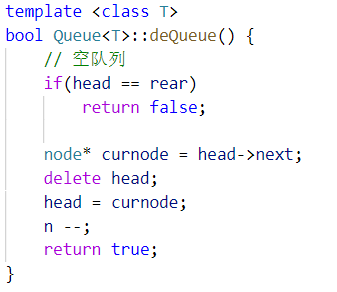 template <class T>
bool Queue<T>::deQueue() {
    // 空队列
    if(head == rear)
        return false;

    node* curnode = head->next;
    delete head;
    head = curnode;
    n --;
    return true;
}